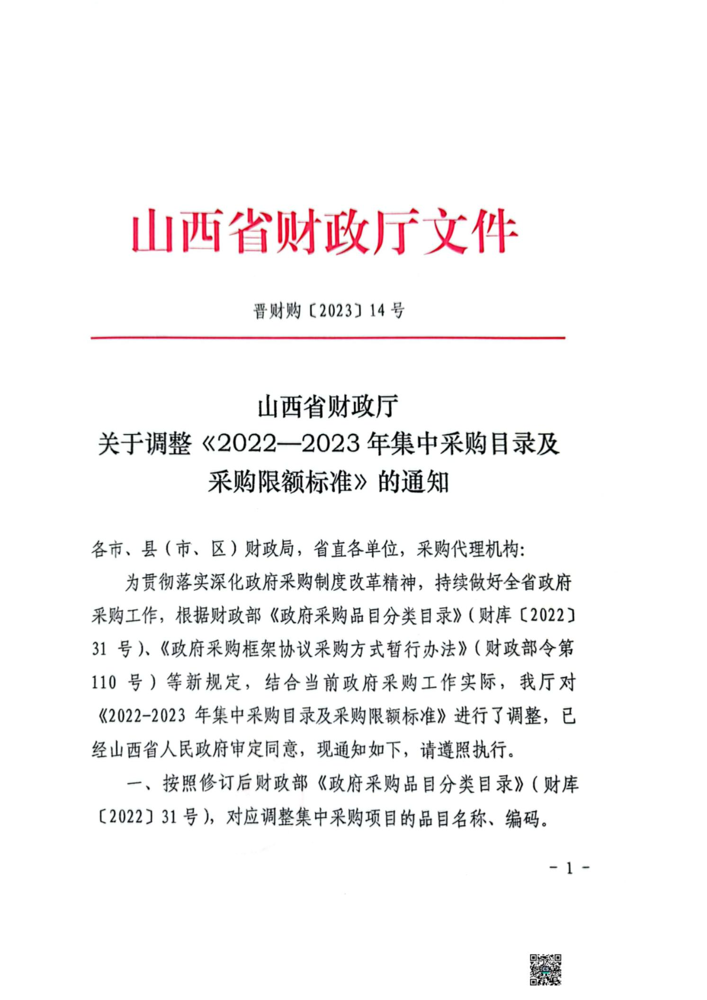 山西省财政厅文件
晋财购〔2023〕14号
山西省财政厅
关于调整《2022—2023年集中采购目录及
采购限额标准》的通知
各市、县（市、区）财政局，省直各单位，采购代理机构：
为贯彻落实深化政府采购制度改革精神，持续做好全省政府
采购工作，根据财政部《政府采购品目分类目录》（财库〔2022〕
31 号）、《政府采购框架协议采购方式暂行办法》（财政部令第
110 号）等新规定，结合当前政府采购工作实际，我厅对
《2022-2023 年集中采购目录及采购限额标准》进行了调整，已
经山西省人民政府审定同意，现通知如下，请遵照执行。
一、按照修订后财政部《政府采购品目分类目录》（财库
〔2022〕31号），对应调整集中采购项目的品目名称、编码。
- 1 -
CS